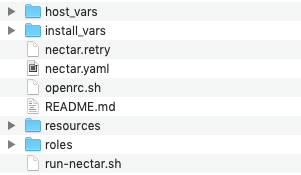 host_vars
install_vars
nectar.retry
nectar.yaml
openrc.sh
README.md
resources
roles
run-nectar.sh